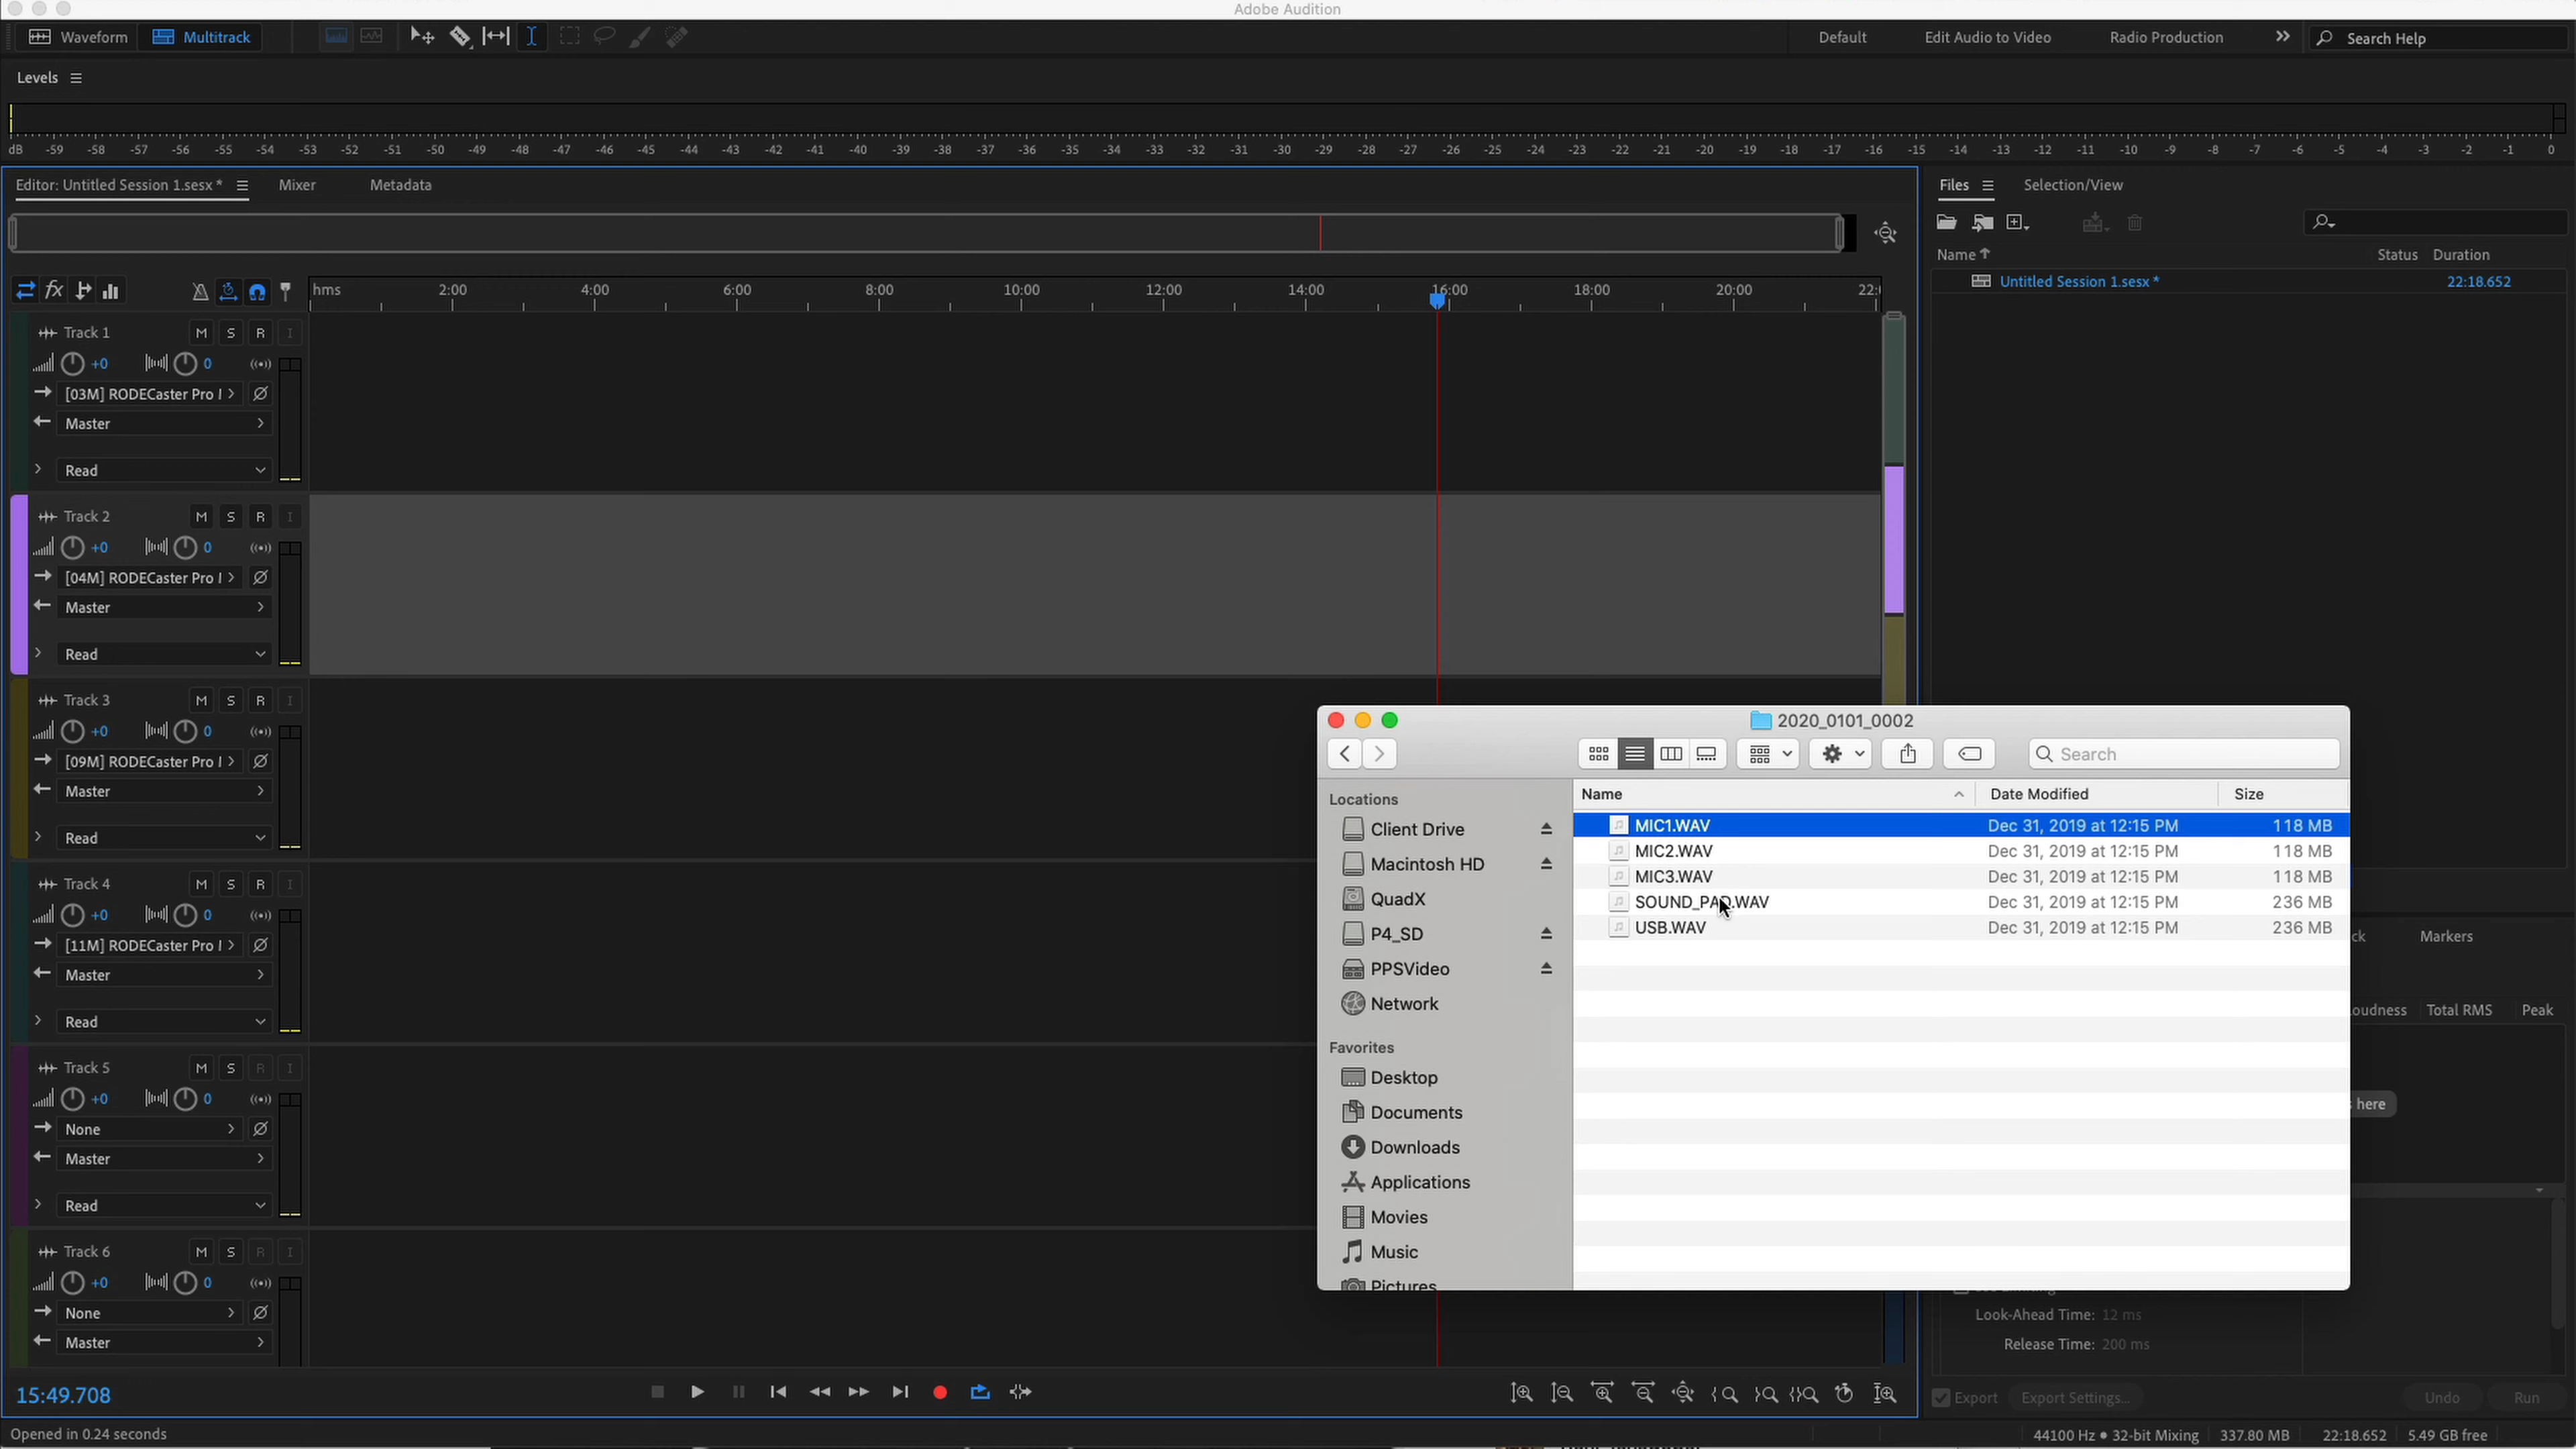 Adobe Audition
Waveform Multitrack Default Edit Audio to Video Radio Production Search Help
Levels
dB -59 -58 -57 -56 -55 -54 -53 -52 -51 -50 -49 -48 -47 -46 -45 -44 -43 -42 -41 -40 -39 -38 -37 -36 -35 -34 -33 -32 -31 -30 -29 -28 -27 -26 -25 -24 -23 -22 -21 -20 -19 -18 -17 -16 -15 -14 -13 -12 -11 -10 -9 -8 -7 -6 -5 -4 -3 -2 -1 0
Editor: Untitled Session 1.sesx * Mixer Metadata
Files Selection/View
Name Status Duration
Untitled Session 1.sesx * 22:18.652
fx hms 2:00 4:00 6:00 8:00 10:00 12:00 14:00 16:00 18:00 20:00 22:
Track 1 M S R I
+0 0
[03M] RODECaster Pro
Master
Read
Track 2 M S R I
+0 0
[04M] RODECaster Pro
Master
Read
Track 3 M S R I
+0 0
[09M] RODECaster Pro
Master
Read
Track 4 M S R I
+0 0
[11M] RODECaster Pro
Master
Read
Track 5 M S R I
+0 0
None
Master
Read
Track 6 M S R I
+0 0
None
Master
2020_0101_0002
Search
Locations
Client Drive
Macintosh HD
QuadX
P4_SD
PPSVideo
Network
Favorites
Desktop
Documents
Downloads
Applications
Movies
Music
Pictures
Name Date Modified Size
MIC1.WAV Dec 31, 2019 at 12:15 PM 118 MB
MIC2.WAV Dec 31, 2019 at 12:15 PM 118 MB
MIC3.WAV Dec 31, 2019 at 12:15 PM 118 MB
SOUND_PAD.WAV Dec 31, 2019 at 12:15 PM 236 MB
USB.WAV Dec 31, 2019 at 12:15 PM 236 MB
ck Markers
oudness Total RMS Peak
here
Look-Ahead Time: 12 ms
Release Time: 200 ms
Export Export Settings... Undo Run
15:49.708
Opened in 0.24 seconds
44100 Hz • 32-bit Mixing 337.80 MB 22:18.652 5.49 GB free